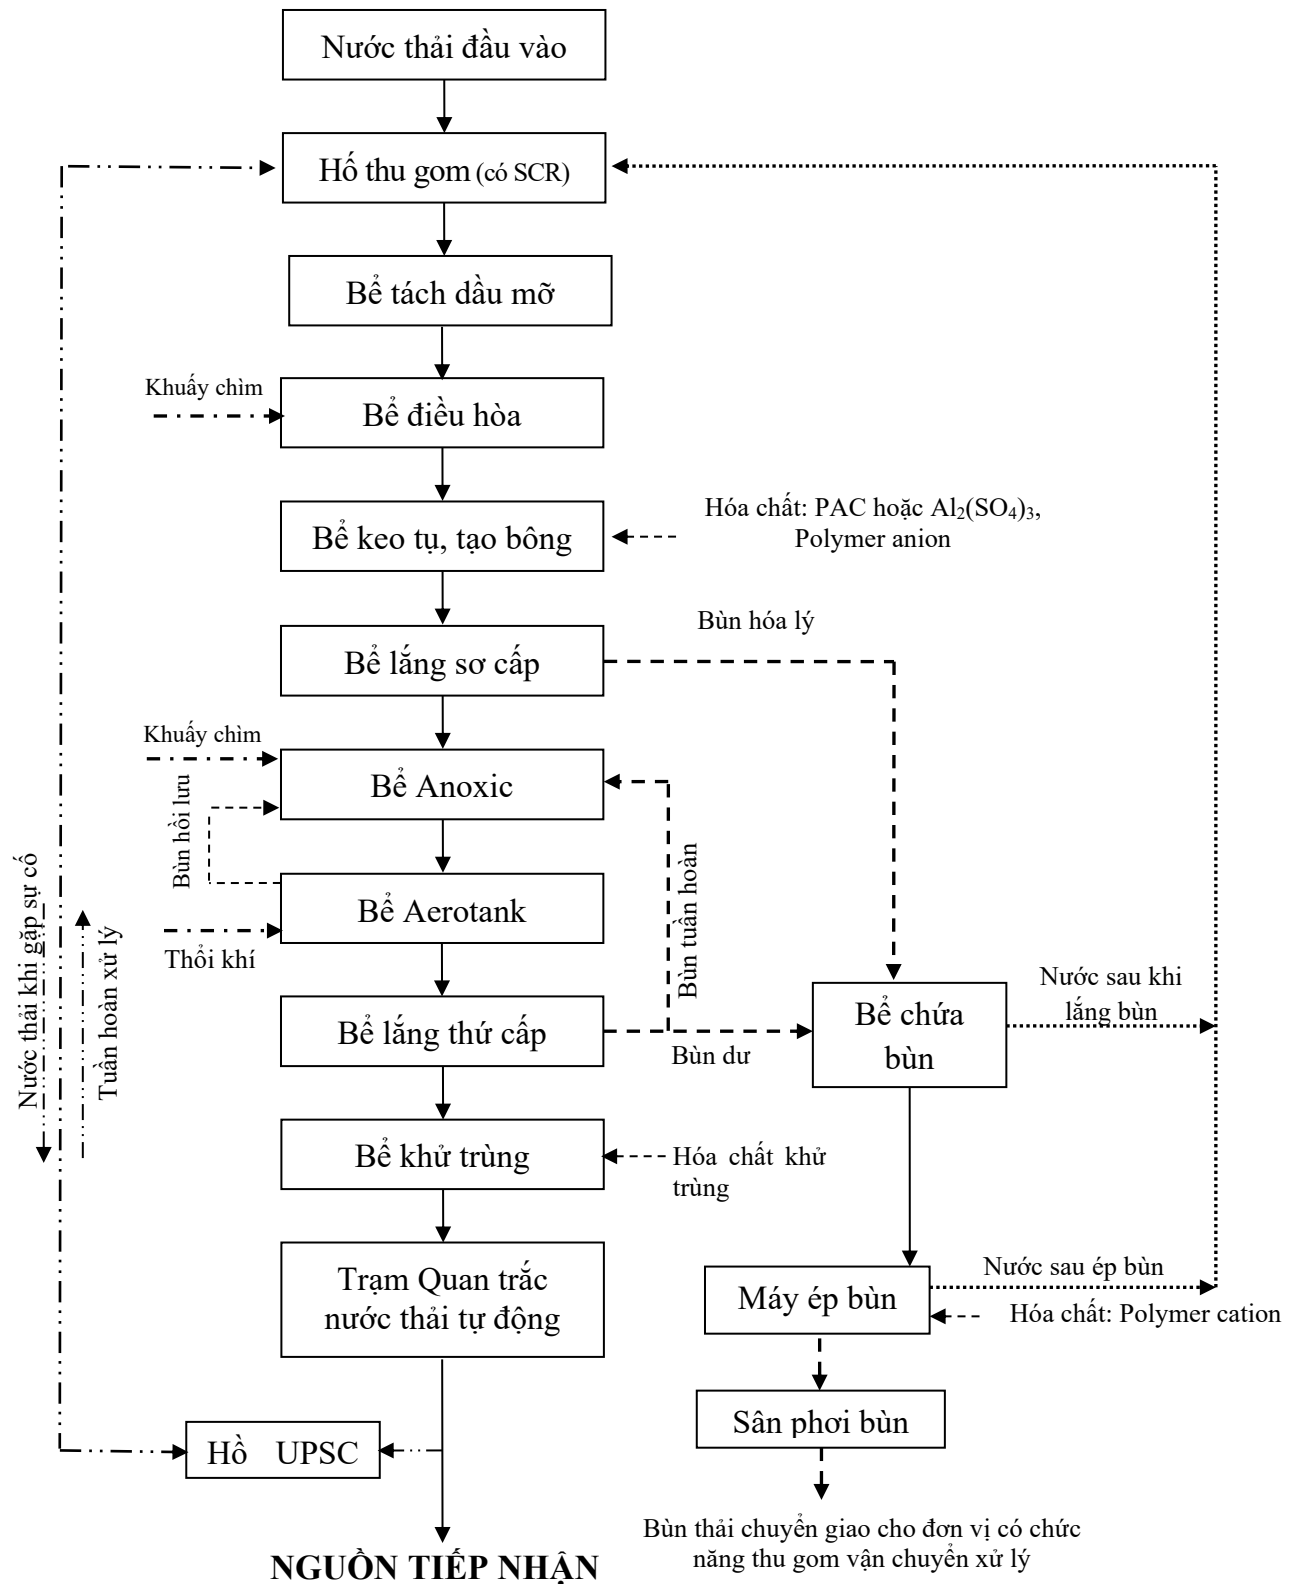 Nước thải đầu vào
Hố thu gom (có SCR)
Bể tách dầu mỡ
Khuấy chìm
Bể điều hòa
Hóa chất: PAC hoặc Al₂(SO₄)₃,
Polymer anion
Bể keo tụ, tạo bông
Bùn hóa lý
Bể lắng sơ cấp
Khuấy chìm
Bể Anoxic
Bùn hồi lưu
Bể Aerotank
Thổi khí
Bùn tuần hoàn
Nước thải khi gặp sự cố
Tuần hoàn xử lý
Bể lắng thứ cấp
Bùn dư
Bể chứa
bùn
Nước sau khi
lắng bùn
Bể khử trùng
Hóa chất khử
trùng
Trạm Quan trắc
nước thải tự động
Máy ép bùn
Nước sau ép bùn
Hóa chất: Polymer cation
Sân phơi bùn
Hồ UPSC
Bùn thải chuyển giao cho đơn vị có chức
năng thu gom vận chuyển xử lý
NGUỒN TIẾP NHẬN